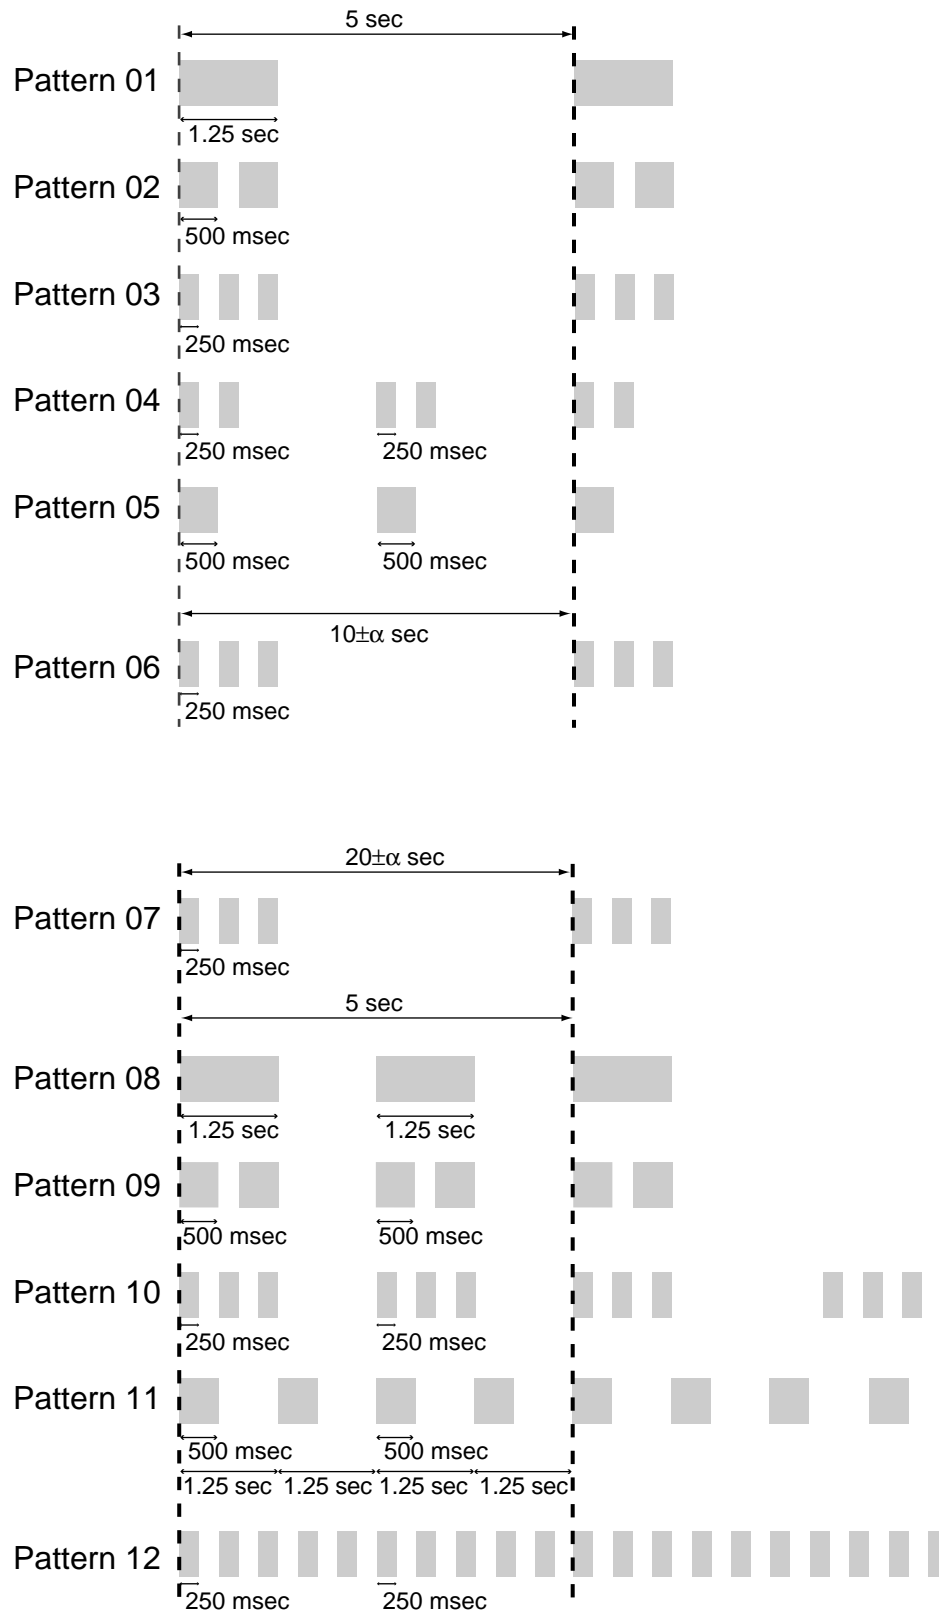 5 sec
Pattern 01
1.25 sec
Pattern 02
500 msec
Pattern 03
250 msec
Pattern 04
250 msec 250 msec
Pattern 05
500 msec 500 msec
10±α sec
Pattern 06
250 msec
20±α sec
Pattern 07
250 msec
5 sec
Pattern 08
1.25 sec 1.25 sec
Pattern 09
500 msec 500 msec
Pattern 10
250 msec 250 msec
Pattern 11
500 msec 500 msec
1.25 sec 1.25 sec 1.25 sec 1.25 sec
Pattern 12
250 msec 250 msec